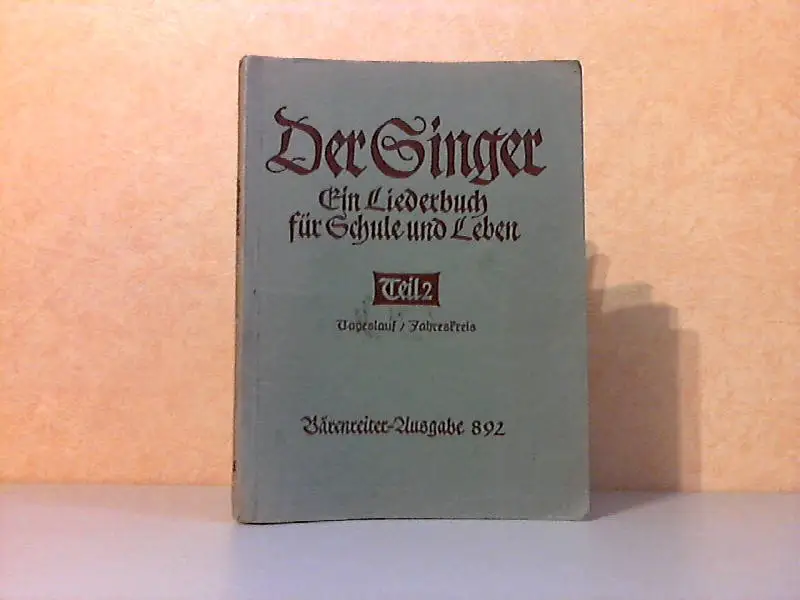 Der Singer
Ein Liederbuch
für Schule und Leben
Teil 2
Tageslauf / Jahreskreis
Bärenreiter-Ausgabe 892